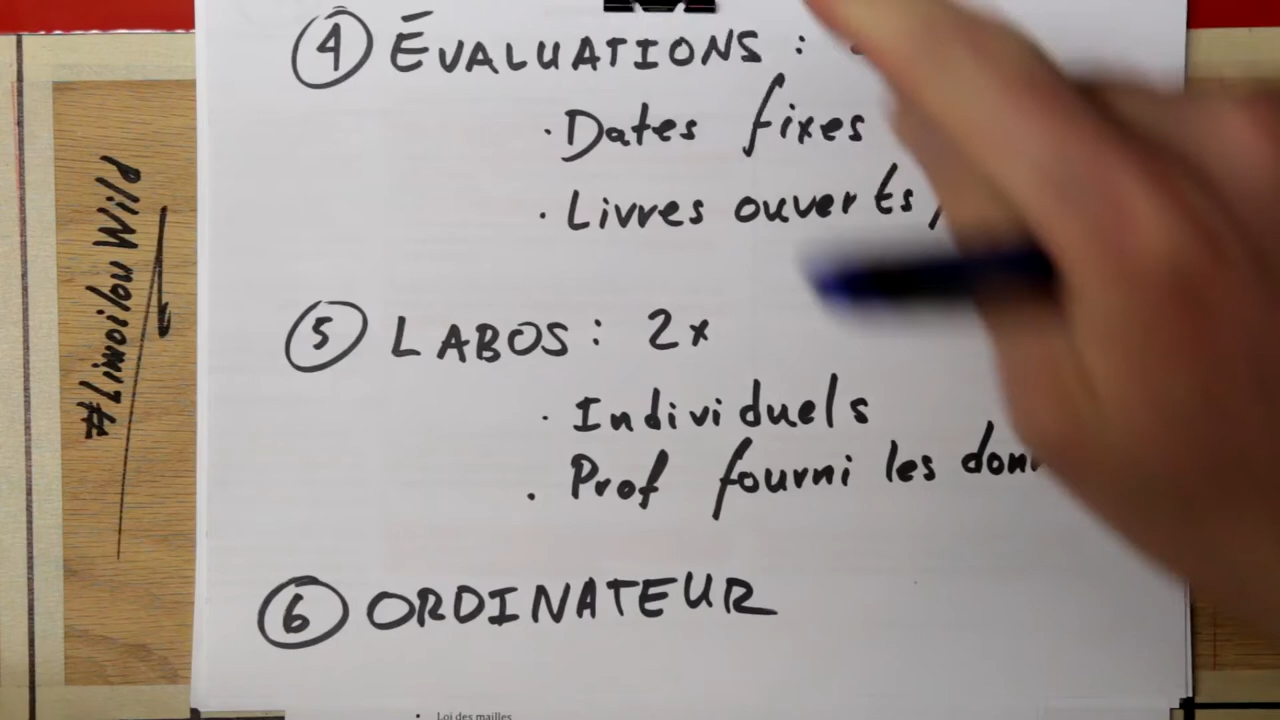 ④ ÉVALUATIONS :
· Dates fixes
· Livres ouverts,
⑤ LABOS : 2x
· Individuels
· Prof fourni les
⑥ ORDINATEUR
• Loi des mailles
#LimoilouWild